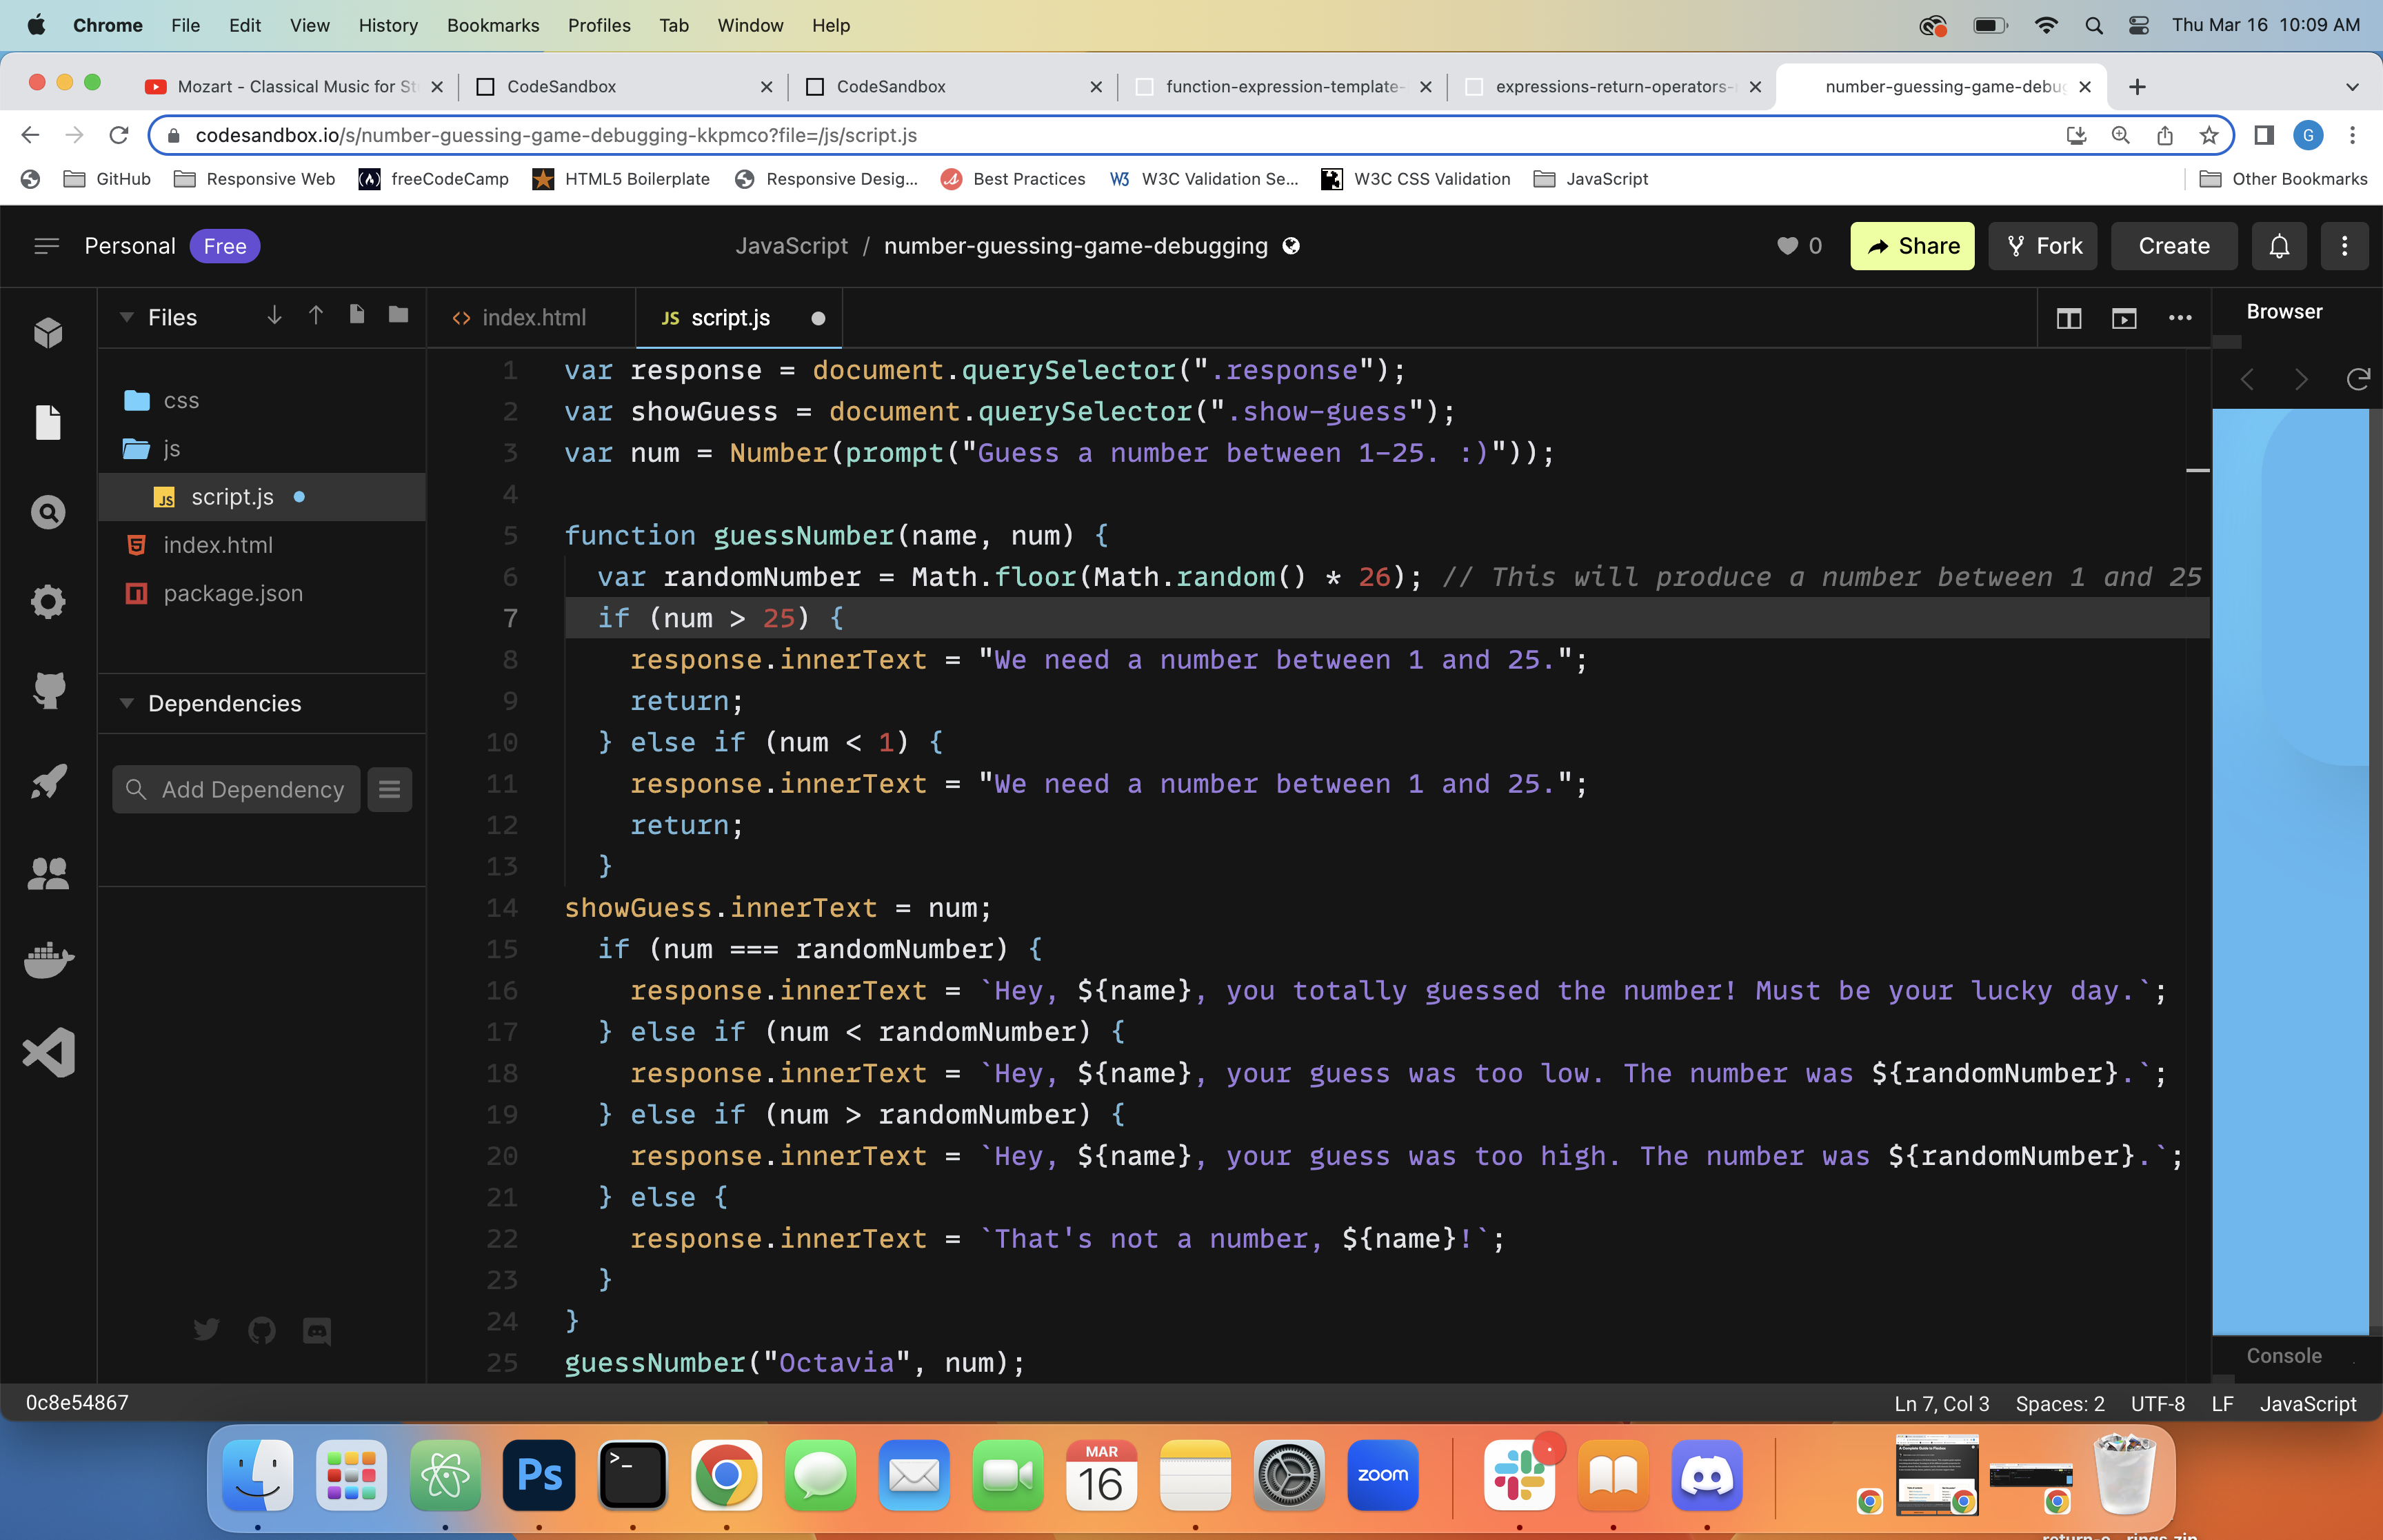 Chrome File Edit View History Bookmarks Profiles Tab Window Help Thu Mar 16 10:09 AM
Mozart - Classical Music for St CodeSandbox CodeSandbox function-expression-template- expressions-return-operators- number-guessing-game-debug
codesandbox.io/s/number-guessing-game-debugging-kkpmco?file=/js/script.js G
GitHub Responsive Web freeCodeCamp HTML5 Boilerplate Responsive Desig... Best Practices W3C Validation Se... W3C CSS Validation JavaScript Other Bookmarks
Personal Free JavaScript / number-guessing-game-debugging 0 Share Fork Create
Files index.html JS script.js Browser
css
js
JS script.js
index.html
package.json
Dependencies
Add Dependency
1 var response = document.querySelector(".response");
2 var showGuess = document.querySelector(".show-guess");
3 var num = Number(prompt("Guess a number between 1-25. :)"));
4
5 function guessNumber(name, num) {
6 var randomNumber = Math.floor(Math.random() * 26); // This will produce a number between 1 and 25
7 if (num > 25) {
8 response.innerText = "We need a number between 1 and 25.";
9 return;
10 } else if (num < 1) {
11 response.innerText = "We need a number between 1 and 25.";
12 return;
13 }
14 showGuess.innerText = num;
15 if (num === randomNumber) {
16 response.innerText = `Hey, ${name}, you totally guessed the number! Must be your lucky day.`;
17 } else if (num < randomNumber) {
18 response.innerText = `Hey, ${name}, your guess was too low. The number was ${randomNumber}.`;
19 } else if (num > randomNumber) {
20 response.innerText = `Hey, ${name}, your guess was too high. The number was ${randomNumber}.`;
21 } else {
22 response.innerText = `That's not a number, ${name}!`;
23 }
24 }
25 guessNumber("Octavia", num);
Console
0c8e54867 Ln 7, Col 3 Spaces: 2 UTF-8 LF JavaScript
Ps MAR 16 zoom